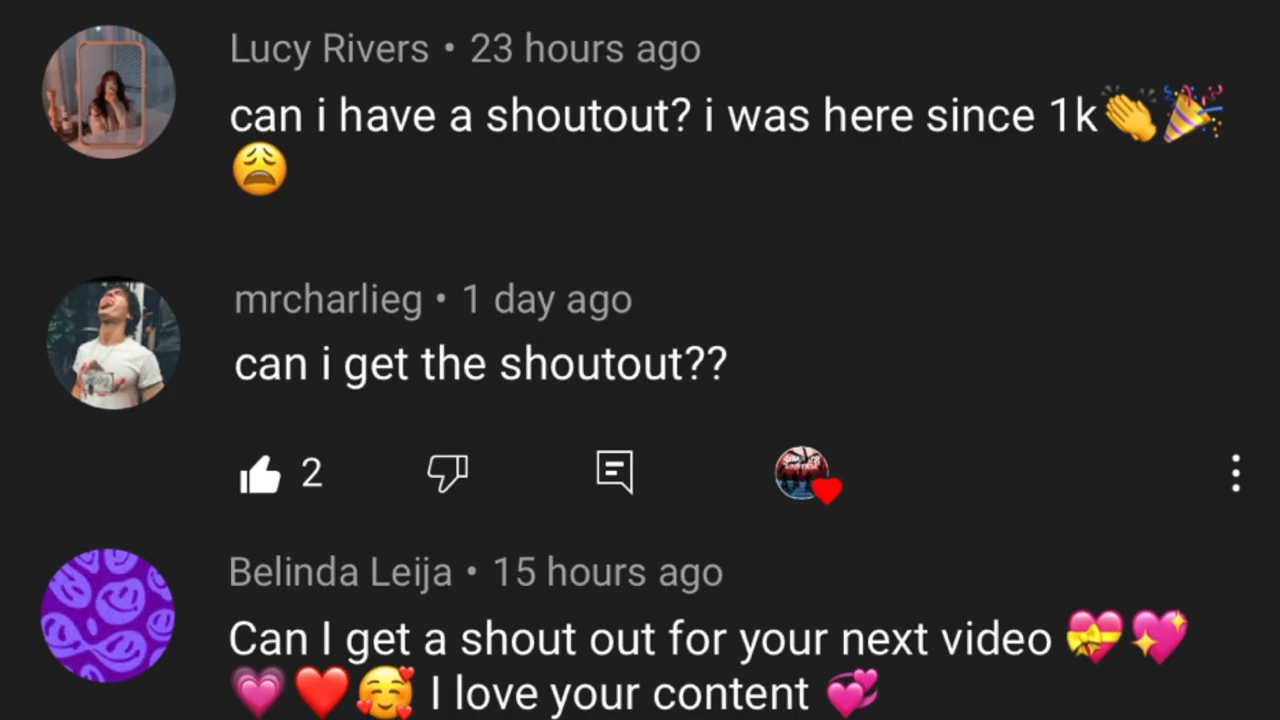 Lucy Rivers • 23 hours ago
can i have a shoutout? i was here since 1k👏🎉
😩
mrcharlieg • 1 day ago
can i get the shoutout??
2
Belinda Leija • 15 hours ago
Can I get a shout out for your next video 💝💖
💗❤️🥰 I love your content 💞